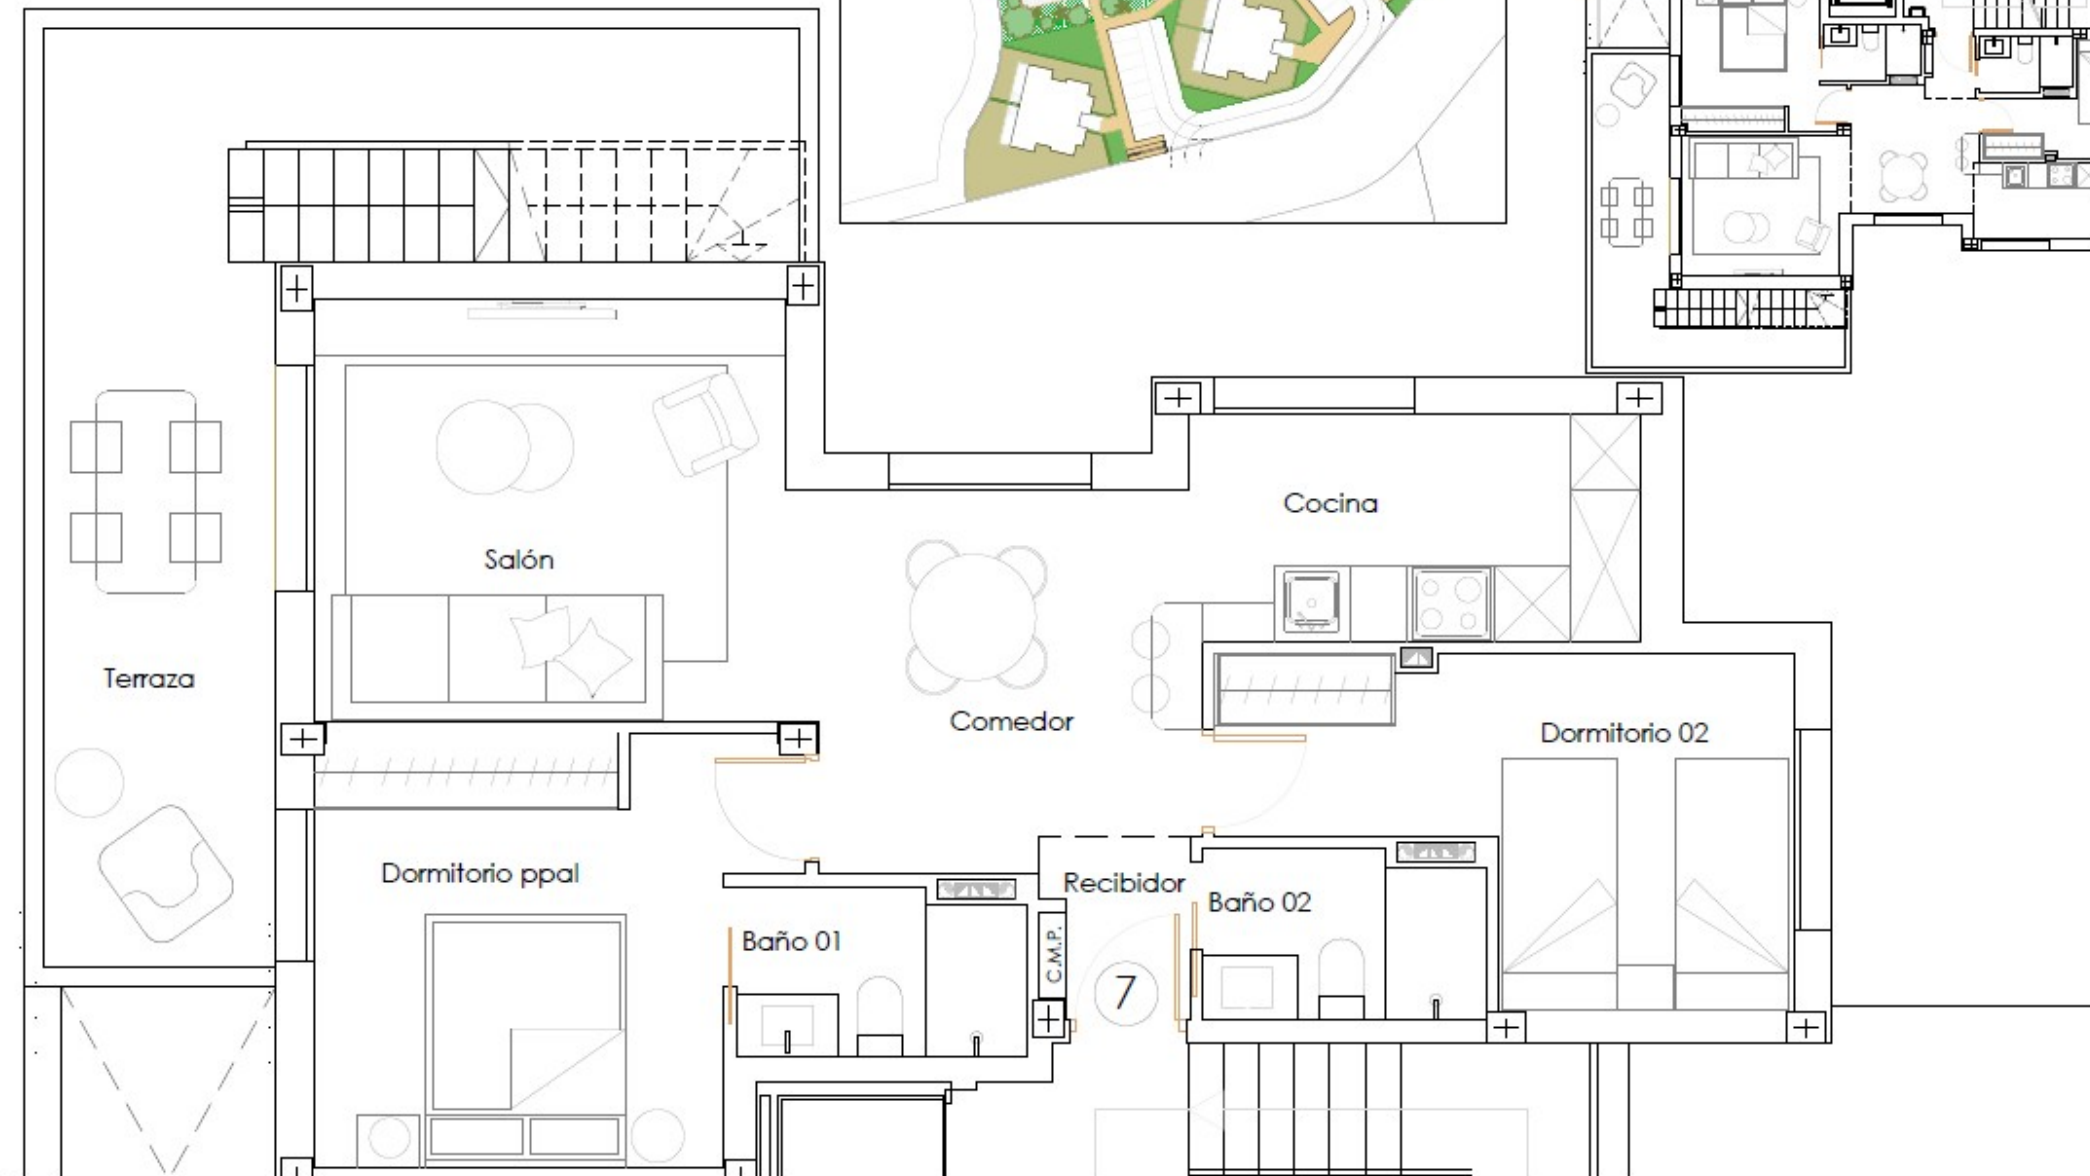 Cocina
Salón
Terraza
Comedor
Dormitorio 02
Dormitorio ppal
Recibidor
Baño 02
Baño 01
C.M.P.
7